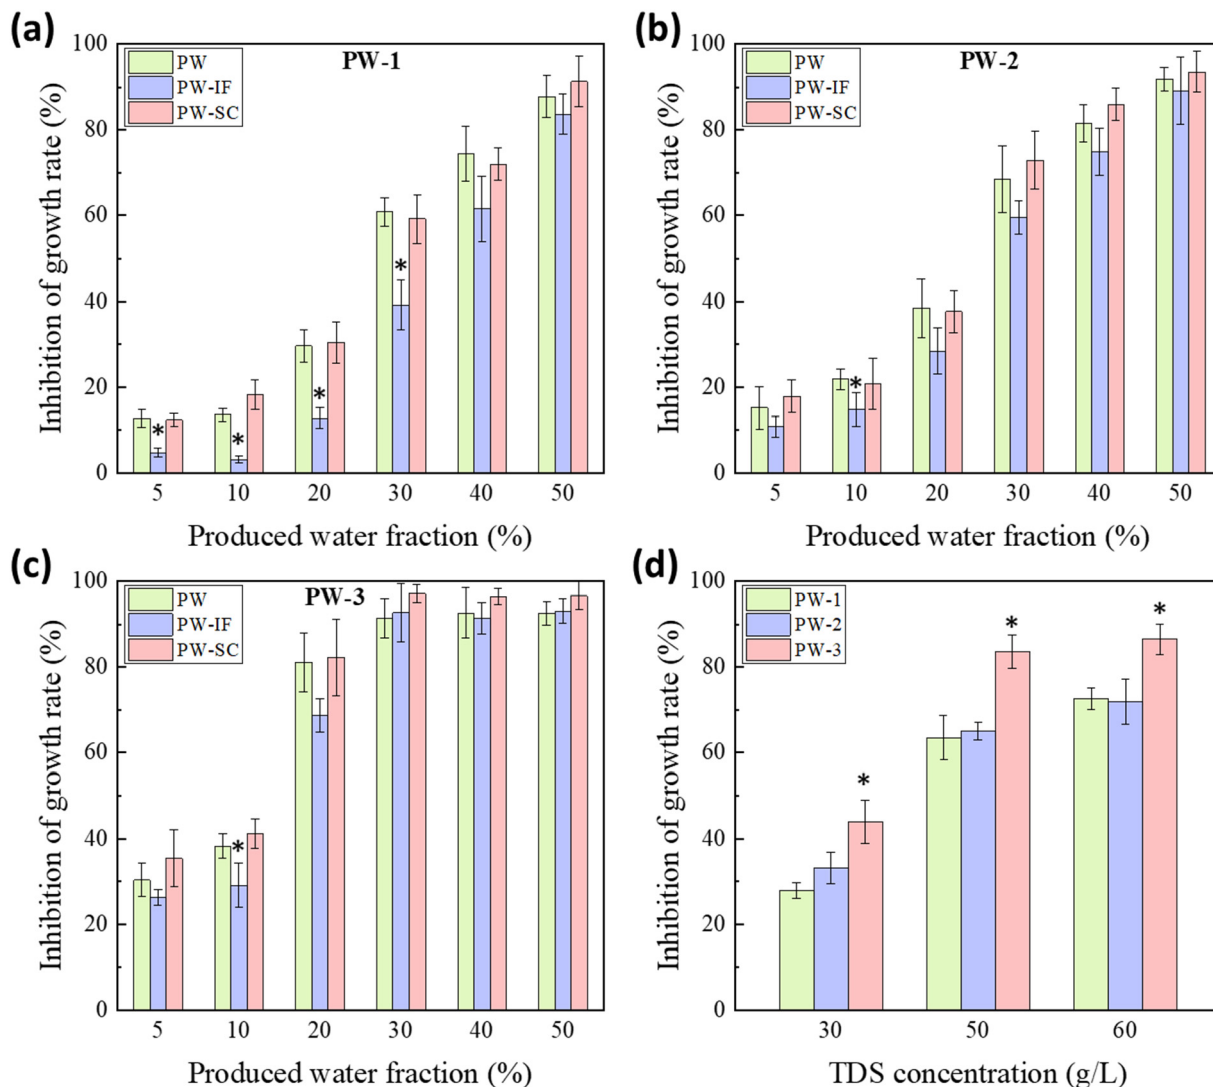 (a)
PW-1
PW
PW-IF
PW-SC
Inhibition of growth rate (%)
100
80
60
40
20
0
* * * *
5 10 20 30 40 50
Produced water fraction (%)
(b)
PW-2
PW
PW-IF
PW-SC
Inhibition of growth rate (%)
100
80
60
40
20
0
*
5 10 20 30 40 50
Produced water fraction (%)
(c)
PW-3
PW
PW-IF
PW-SC
Inhibition of growth rate (%)
100
80
60
40
20
0
*
5 10 20 30 40 50
Produced water fraction (%)
(d)
PW-1
PW-2
PW-3
Inhibition of growth rate (%)
100
80
60
40
20
0
* * *
30 50 60
TDS concentration (g/L)